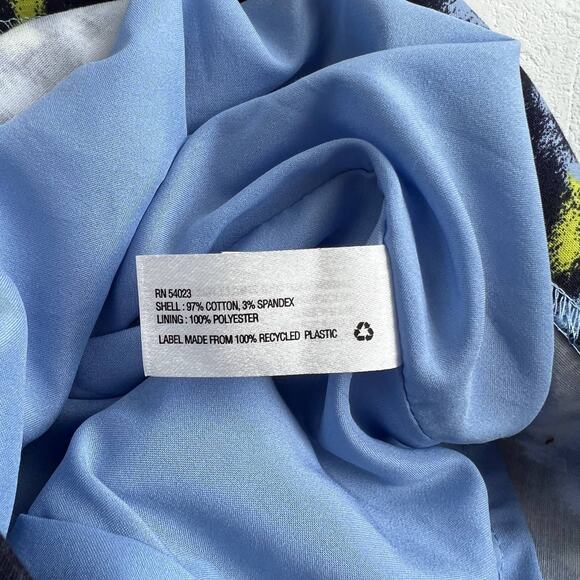 RN 54023
SHELL : 97% COTTON, 3% SPANDEX
LINING : 100% POLYESTER
LABEL MADE FROM 100% RECYCLED PLASTIC